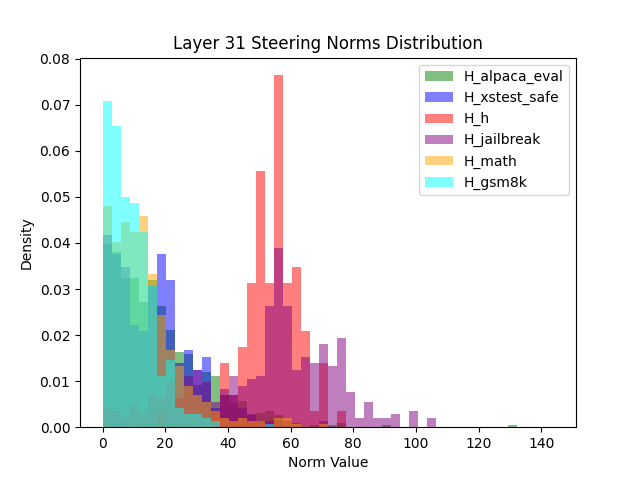 Layer 31 Steering Norms Distribution
H_alpaca_eval
H_xstest_safe
H_h
H_jailbreak
H_math
H_gsm8k
Density
0.08
0.07
0.06
0.05
0.04
0.03
0.02
0.01
0.00
0 20 40 60 80 100 120 140
Norm Value